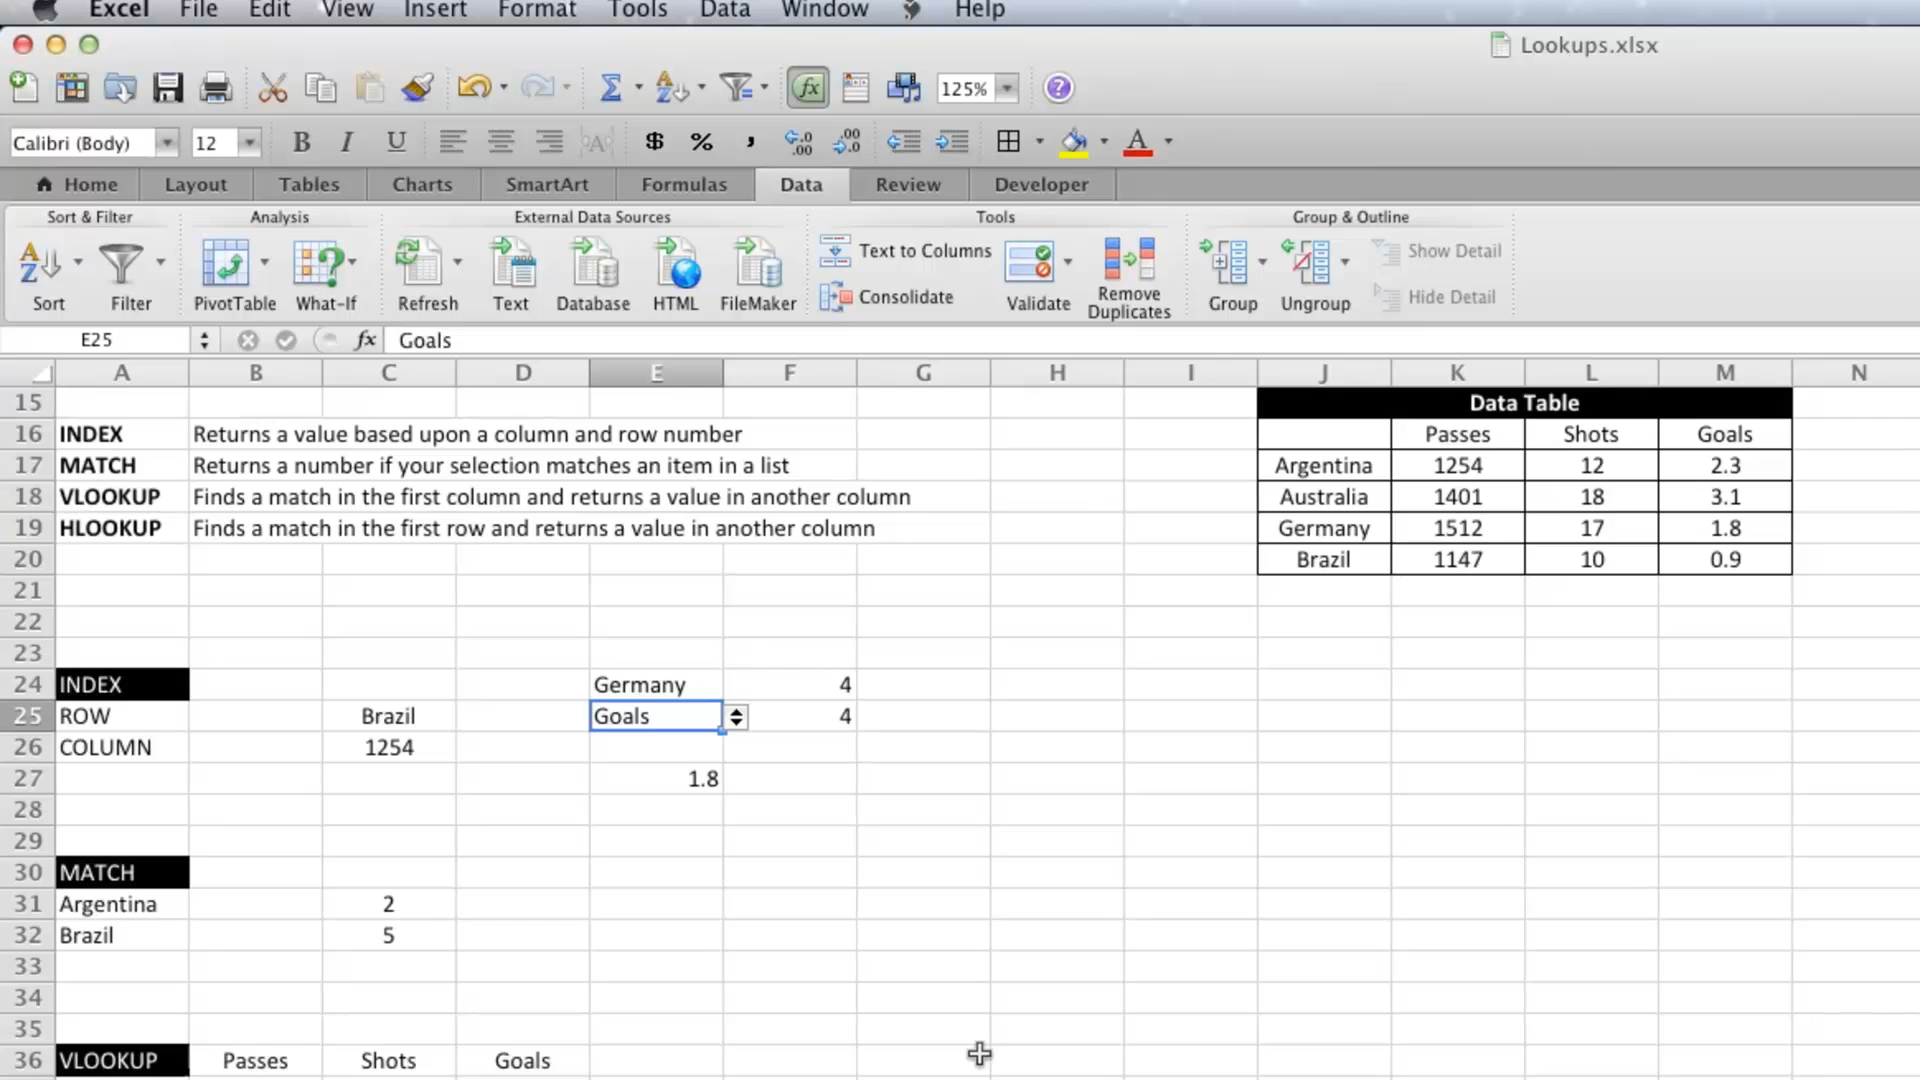 Excel File Edit View Insert Format Tools Data Window Help
Lookups.xlsx
125%
Calibri (Body) 12 B I U $ % ,
Home Layout Tables Charts SmartArt Formulas Data Review Developer
Sort & Filter Analysis External Data Sources Tools Group & Outline
Text to Columns Show Detail
Consolidate Hide Detail
Sort Filter PivotTable What-If Refresh Text Database HTML FileMaker Validate Remove Duplicates Group Ungroup
E25 fx Goals
A B C D E F G H I J K L M N
15 Data Table
16 INDEX Returns a value based upon a column and row number Passes Shots Goals
17 MATCH Returns a number if your selection matches an item in a list Argentina 1254 12 2.3
18 VLOOKUP Finds a match in the first column and returns a value in another column Australia 1401 18 3.1
19 HLOOKUP Finds a match in the first row and returns a value in another column Germany 1512 17 1.8
20 Brazil 1147 10 0.9
21
22
23
24 INDEX Germany 4
25 ROW Brazil Goals 4
26 COLUMN 1254
27 1.8
28
29
30 MATCH
31 Argentina 2
32 Brazil 5
33
34
35
36 VLOOKUP Passes Shots Goals